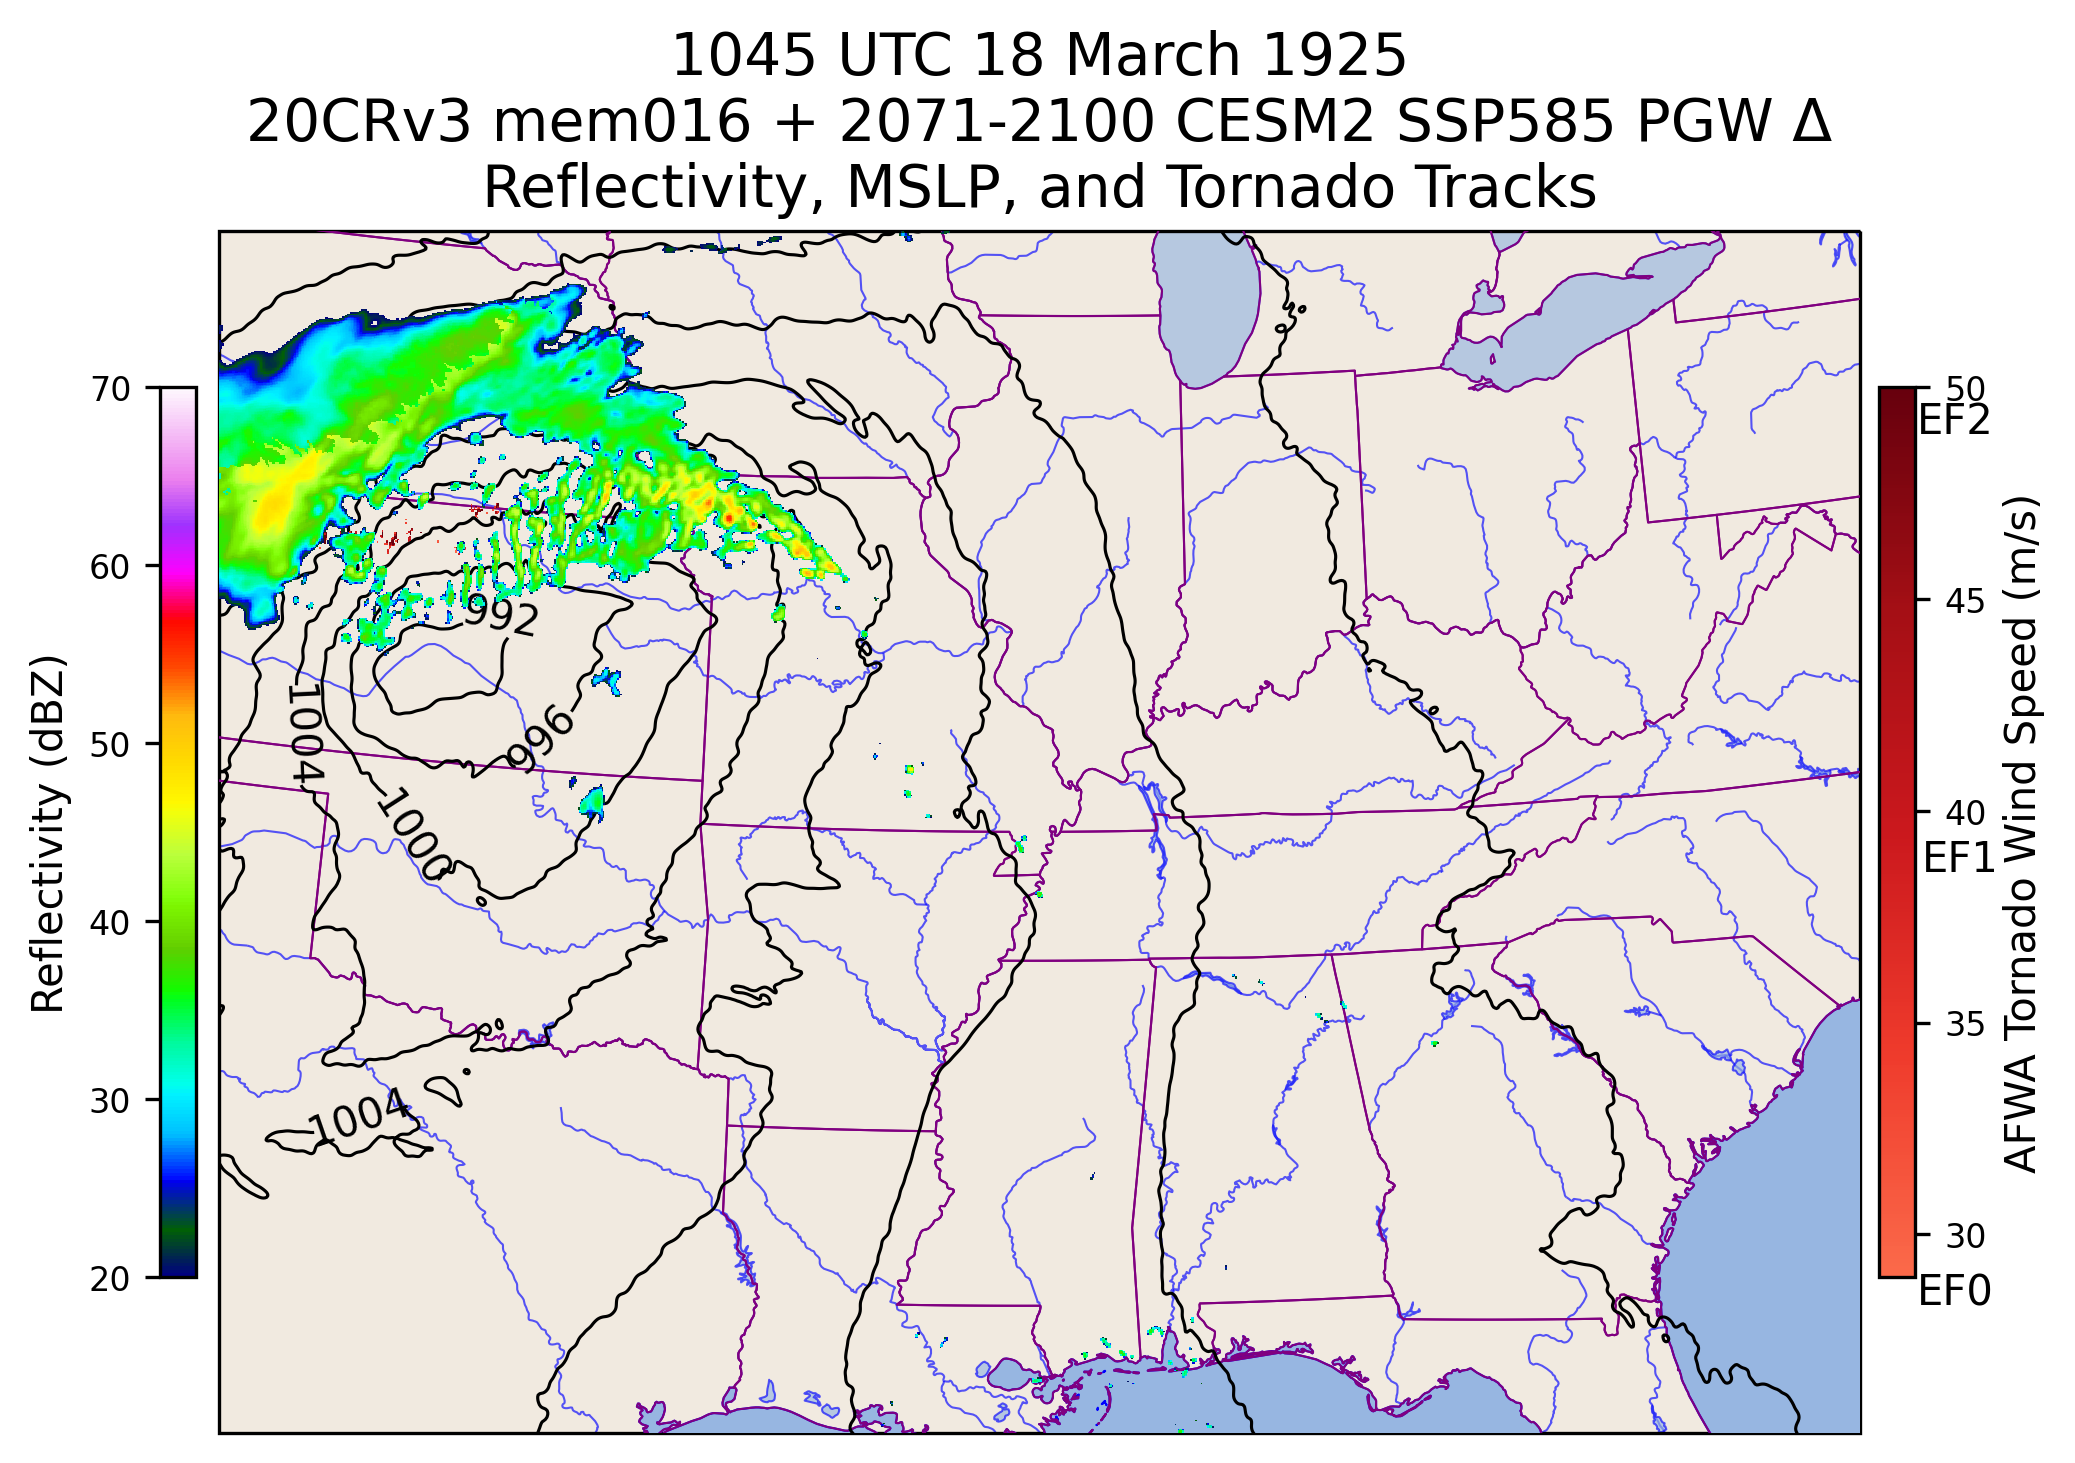 1045 UTC 18 March 1925
20CRv3 mem016 + 2071-2100 CESM2 SSP585 PGW Δ
Reflectivity, MSLP, and Tornado Tracks
70
60
50
40
30
20
Reflectivity (dBZ)
992
996
1000
1004
1004
50
EF2
45
40
EF1
35
30
EF0
AFWA Tornado Wind Speed (m/s)